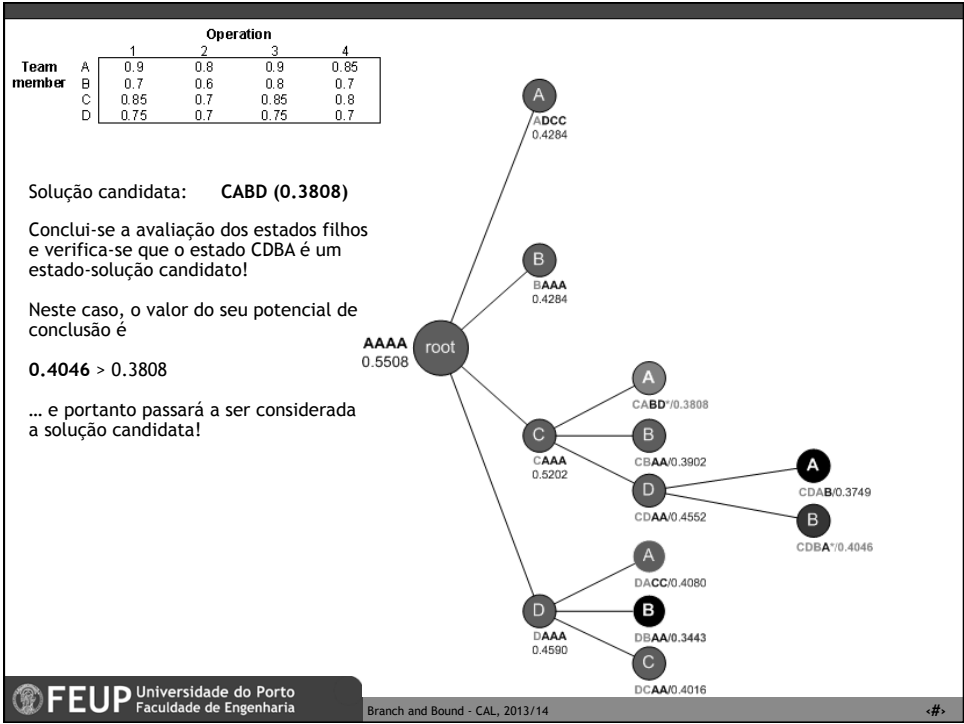 Operation
1 2 3 4
Team member
A 0.9 0.8 0.9 0.85
B 0.7 0.6 0.8 0.7
C 0.85 0.7 0.85 0.8
D 0.75 0.7 0.75 0.7
Solução candidata: CABD (0.3808)
Conclui-se a avaliação dos estados filhos
e verifica-se que o estado CDBA é um
estado-solução candidato!
Neste caso, o valor do seu potencial de
conclusão é
0.4046 > 0.3808
… e portanto passará a ser considerada
a solução candidata!
AAAA
0.5508
root
A
ADCC
0.4284
B
BAAA
0.4284
C
CAAA
0.5202
D
DAAA
0.4590
A
CABD*/0.3808
B
CBAA/0.3902
D
CDAA/0.4552
A
CDAB/0.3749
B
CDBA*/0.4046
A
DACC/0.4080
B
DBAA/0.3443
C
DCAA/0.4016
FEUP Universidade do Porto
Faculdade de Engenharia
Branch and Bound - CAL, 2013/14
‹#›